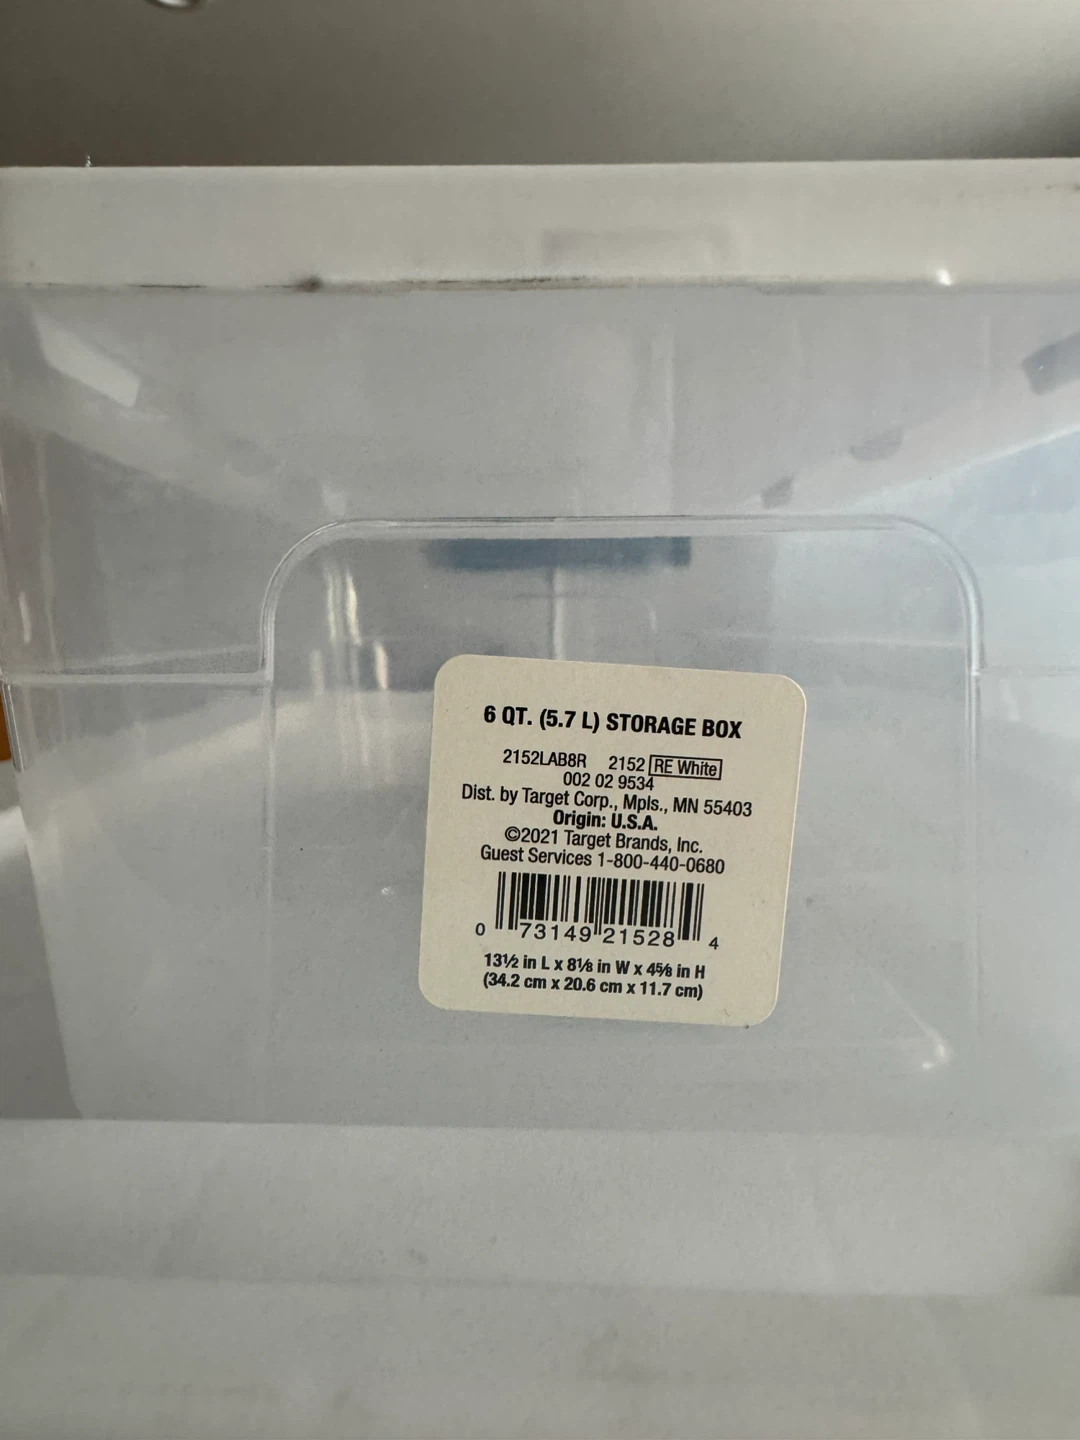 6 QT. (5.7 L) STORAGE BOX
2152LAB8R 2152 RE White
002 02 9534
Dist. by Target Corp., Mpls., MN 55403
Origin: U.S.A.
©2021 Target Brands, Inc.
Guest Services 1-800-440-0680
0 73149 21528 4
13½ in L x 8⅛ in W x 4⅝ in H
(34.2 cm x 20.6 cm x 11.7 cm)